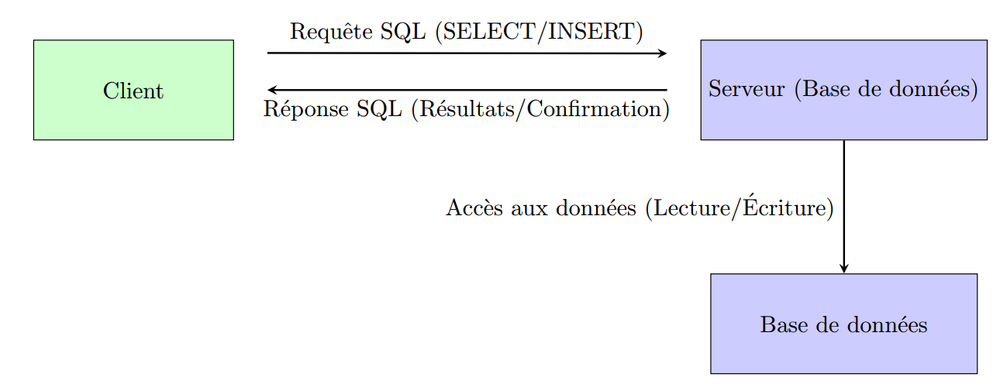 Requête SQL (SELECT/INSERT)
Client
Serveur (Base de données)
Réponse SQL (Résultats/Confirmation)
Accès aux données (Lecture/Écriture)
Base de données